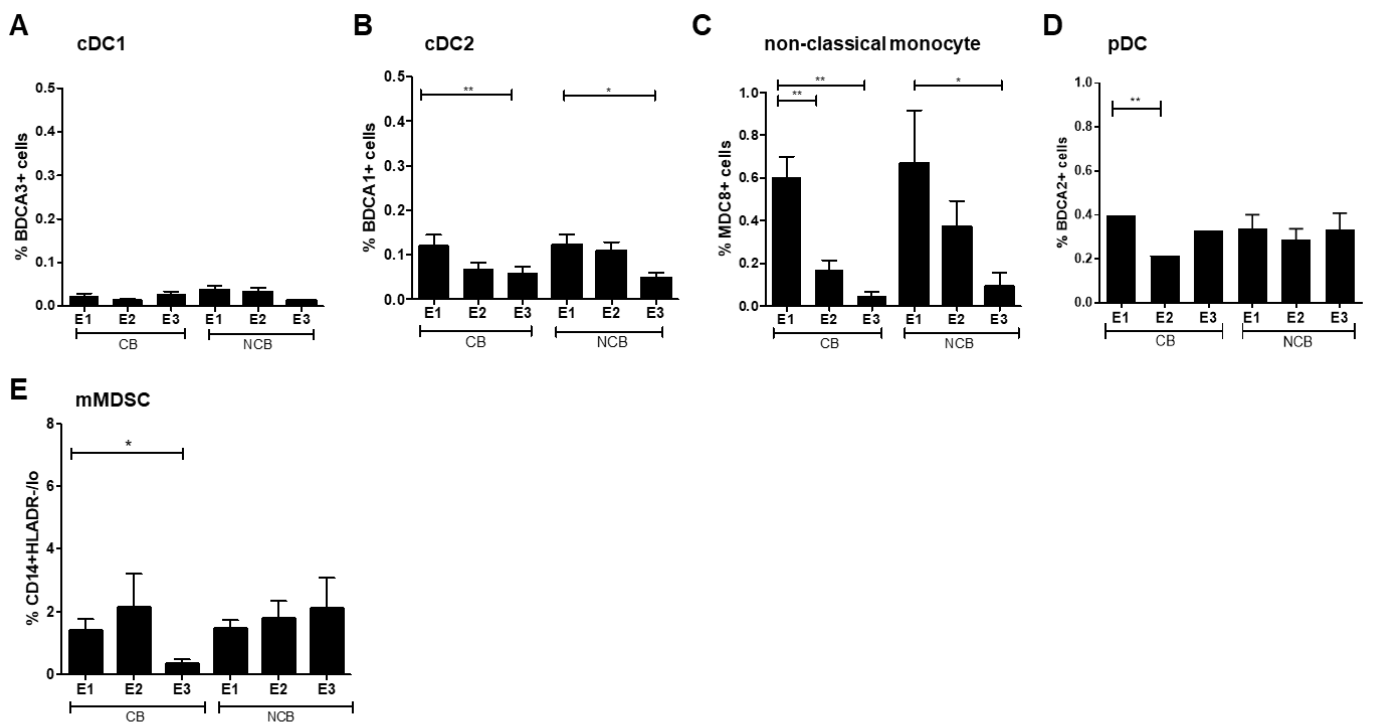 A
cDC1
% BDCA3+ cells
0.5
0.4
0.3
0.2
0.1
0.0
E1 E2 E3 E1 E2 E3
CB NCB
B
cDC2
% BDCA1+ cells
0.5
0.4
0.3
0.2
0.1
0.0
** *
E1 E2 E3 E1 E2 E3
CB NCB
C
non-classical monocyte
% MDC8+ cells
1.0
0.8
0.6
0.4
0.2
0.0
** *
**
E1 E2 E3 E1 E2 E3
CB NCB
D
pDC
% BDCA2+ cells
1.0
0.8
0.6
0.4
0.2
0.0
**
E1 E2 E3 E1 E2 E3
CB NCB
E
mMDSC
% CD14+HLADR-/lo
8
6
4
2
0
*
E1 E2 E3 E1 E2 E3
CB NCB